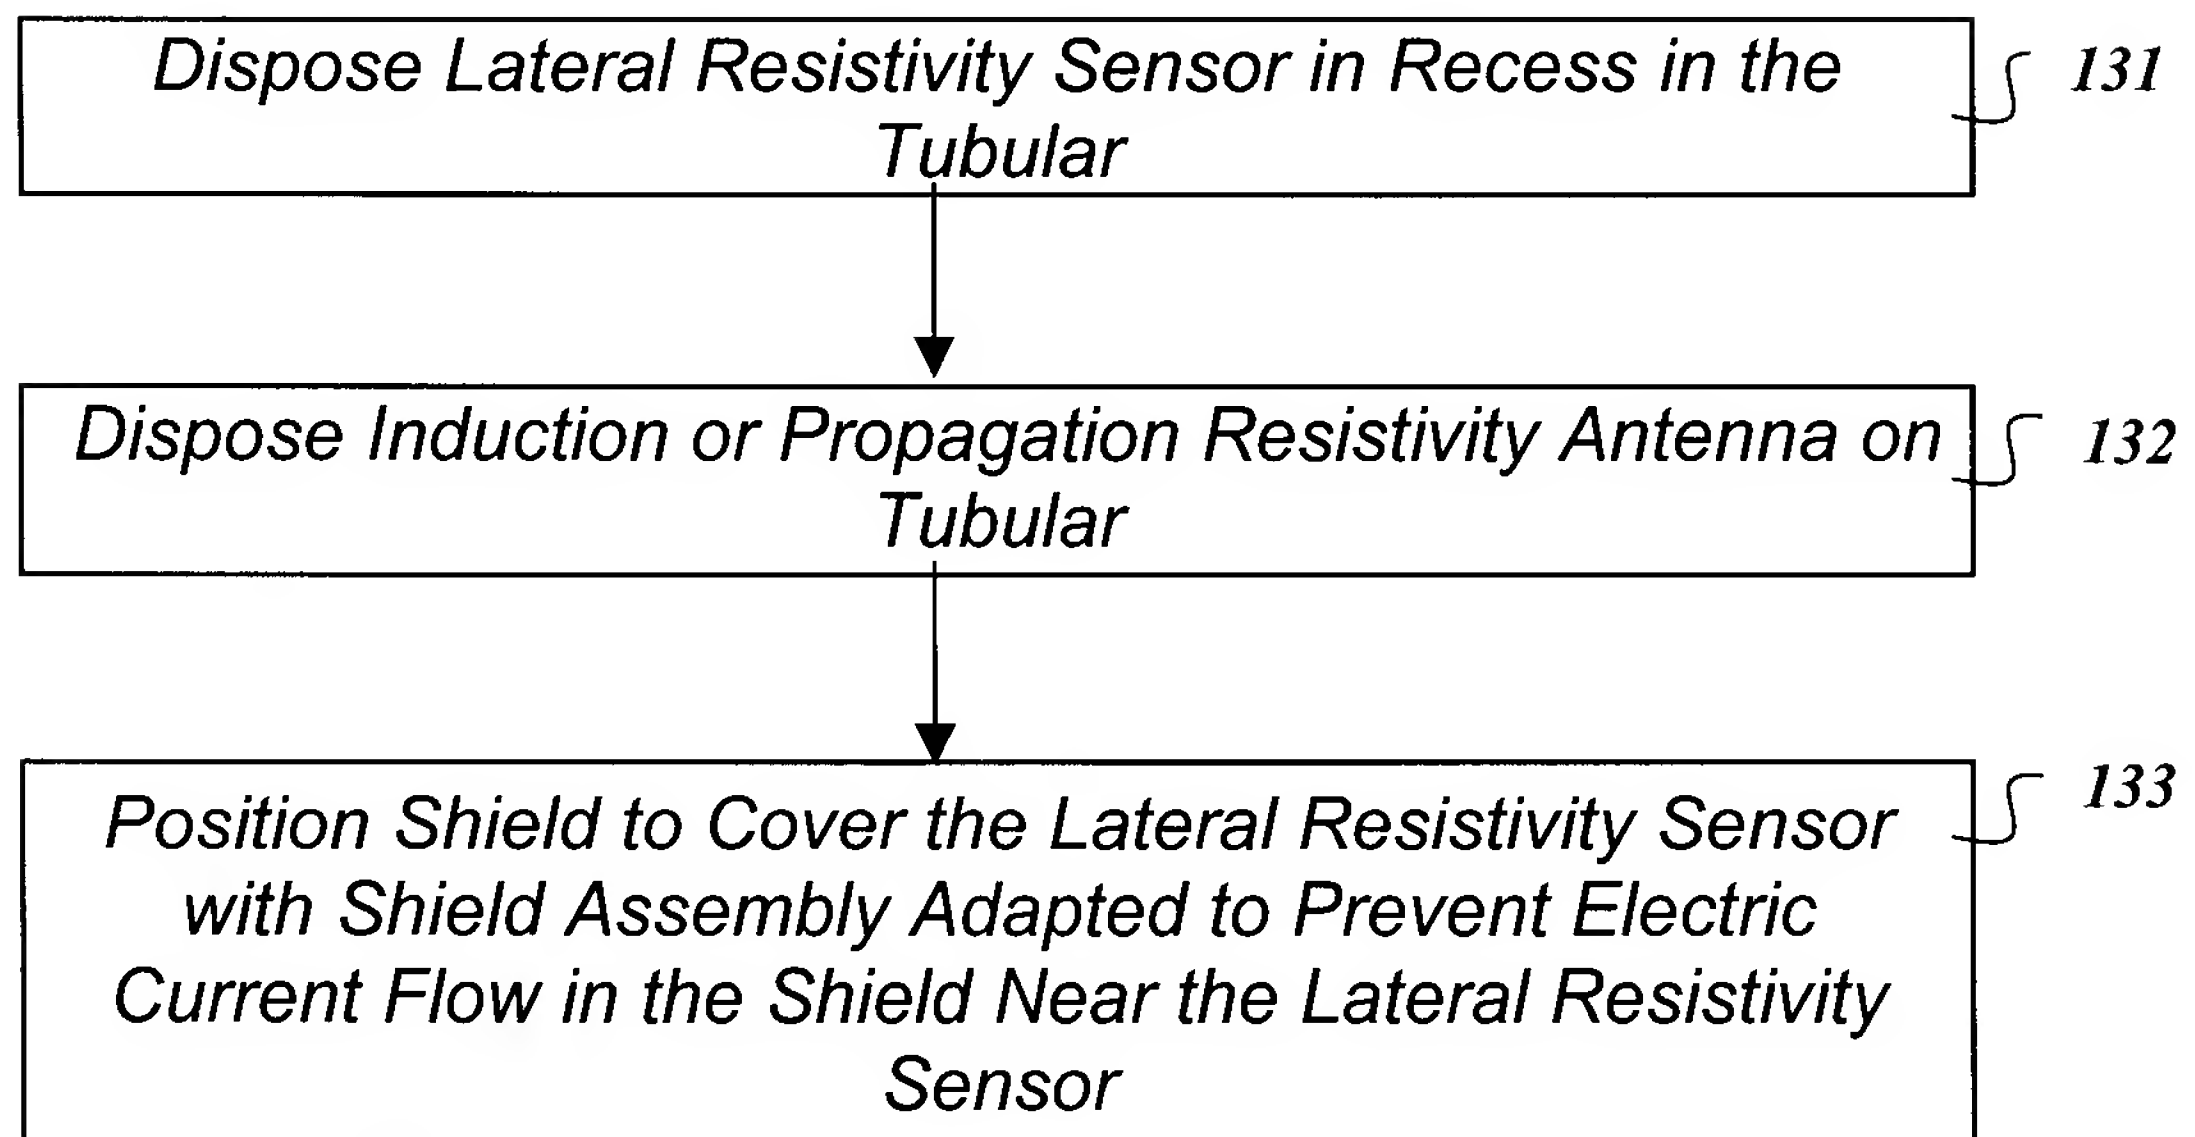 Dispose Lateral Resistivity Sensor in Recess in the
Tubular
131
Dispose Induction or Propagation Resistivity Antenna on
Tubular
132
Position Shield to Cover the Lateral Resistivity Sensor
with Shield Assembly Adapted to Prevent Electric
Current Flow in the Shield Near the Lateral Resistivity
Sensor
133